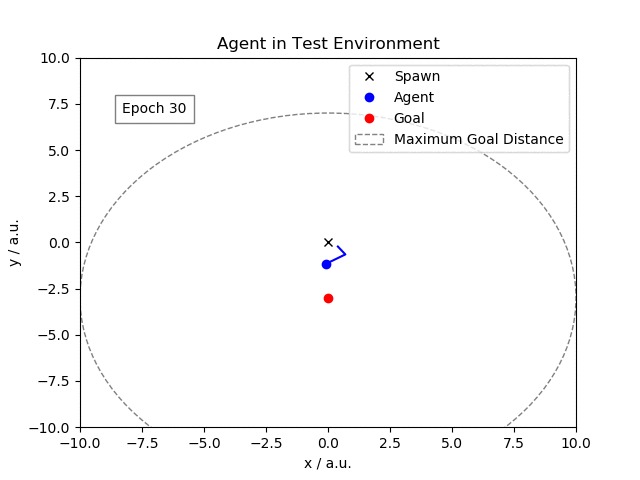 Agent in Test Environment
10.0
7.5
5.0
2.5
0.0
−2.5
−5.0
−7.5
−10.0
y / a.u.
Epoch 30
Spawn
Agent
Goal
Maximum Goal Distance
−10.0 −7.5 −5.0 −2.5 0.0 2.5 5.0 7.5 10.0
x / a.u.